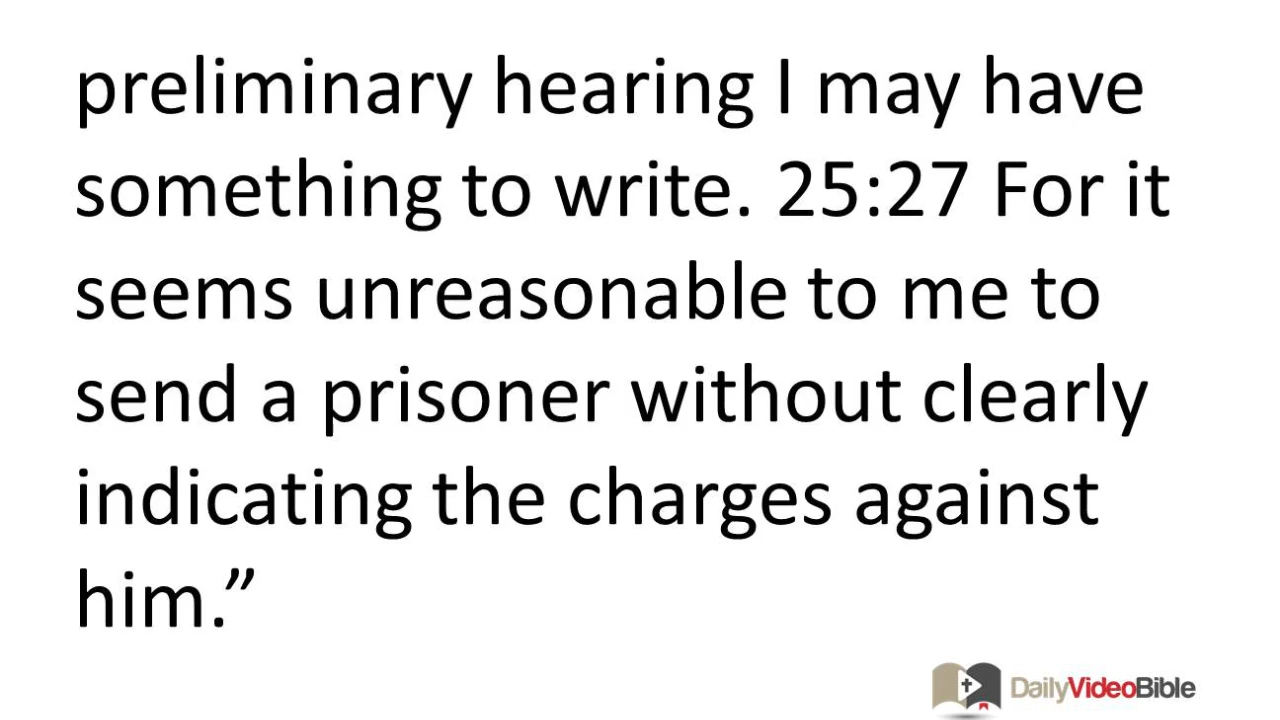 preliminary hearing I may have
something to write. 25:27 For it
seems unreasonable to me to
send a prisoner without clearly
indicating the charges against
him.”
DailyVideoBible